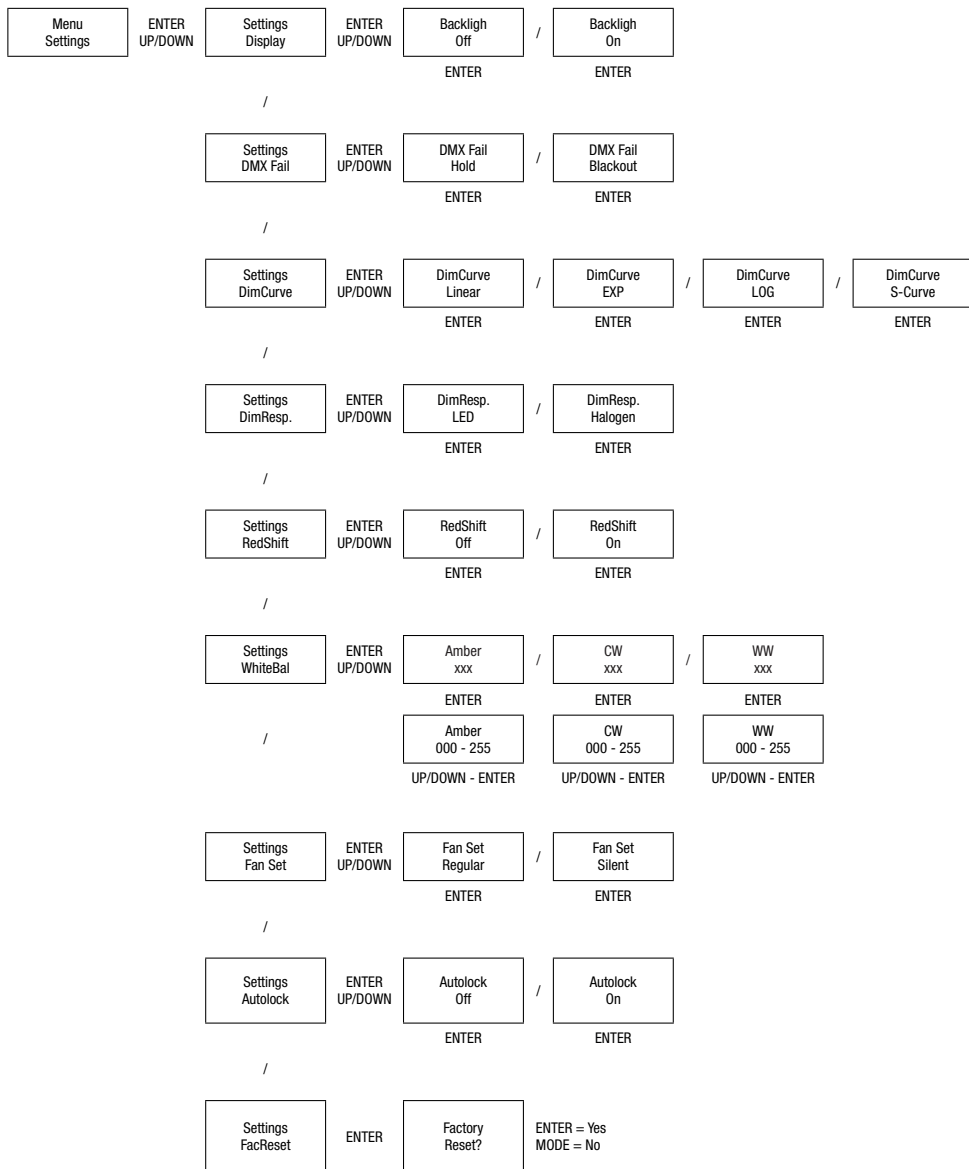 Menu
Settings
ENTER
UP/DOWN
Settings
Display
ENTER
UP/DOWN
Backligh
Off
/
Backligh
On
ENTER
ENTER
/
Settings
DMX Fail
ENTER
UP/DOWN
DMX Fail
Hold
/
DMX Fail
Blackout
ENTER
ENTER
/
Settings
DimCurve
ENTER
UP/DOWN
DimCurve
Linear
/
DimCurve
EXP
/
DimCurve
LOG
/
DimCurve
S-Curve
ENTER
ENTER
ENTER
ENTER
/
Settings
DimResp.
ENTER
UP/DOWN
DimResp.
LED
/
DimResp.
Halogen
ENTER
ENTER
/
Settings
RedShift
ENTER
UP/DOWN
RedShift
Off
/
RedShift
On
ENTER
ENTER
/
Settings
WhiteBal
ENTER
UP/DOWN
Amber
xxx
/
CW
xxx
/
WW
xxx
ENTER
ENTER
ENTER
/
Amber
000 - 255
CW
000 - 255
WW
000 - 255
UP/DOWN - ENTER
UP/DOWN - ENTER
UP/DOWN - ENTER
Settings
Fan Set
ENTER
UP/DOWN
Fan Set
Regular
/
Fan Set
Silent
ENTER
ENTER
/
Settings
Autolock
ENTER
UP/DOWN
Autolock
Off
/
Autolock
On
ENTER
ENTER
/
Settings
FacReset
ENTER
Factory
Reset?
ENTER = Yes
MODE = No